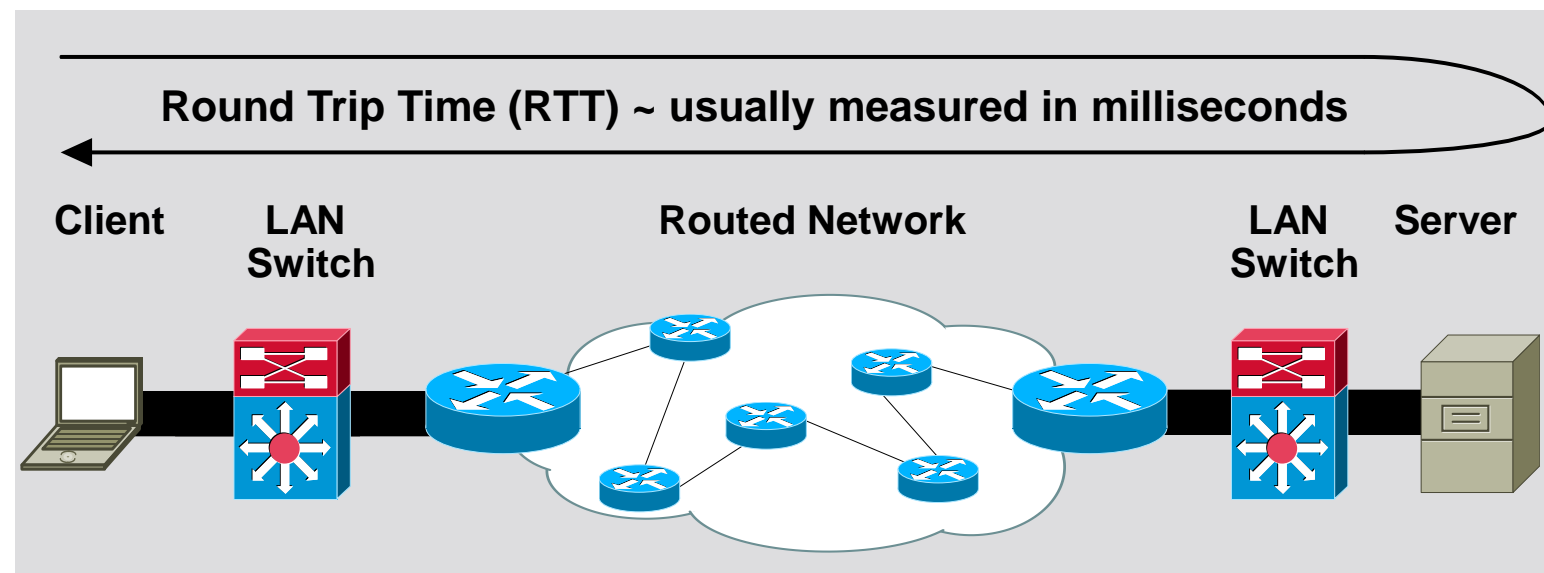 Round Trip Time (RTT) ~ usually measured in milliseconds
Client
LAN
Switch
Routed Network
LAN
Switch
Server